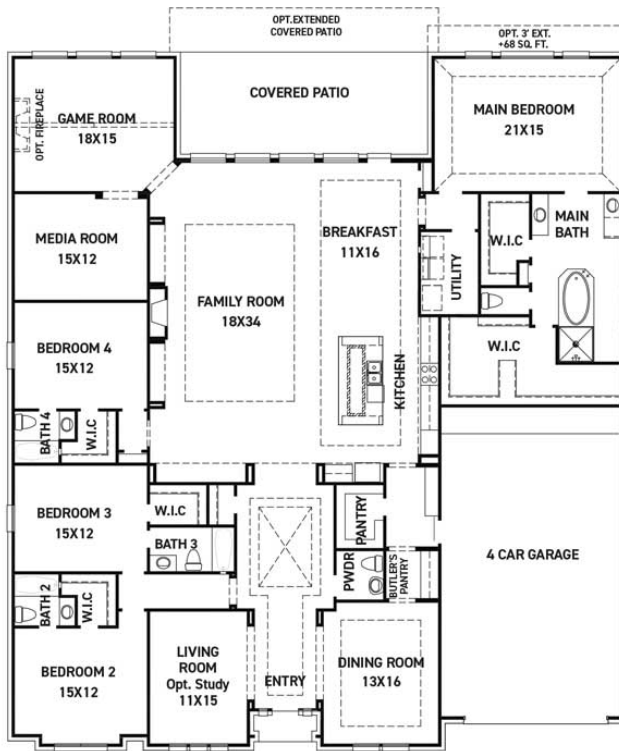 OPT.EXTENDED
COVERED PATIO
OPT. 3' EXT.
+68 SQ. FT.
COVERED PATIO
OPT. FIREPLACE
GAME ROOM
18X15
MAIN BEDROOM
21X15
MEDIA ROOM
15X12
BREAKFAST
11X16
UTILITY
W.I.C
MAIN
BATH
FAMILY ROOM
18X34
BEDROOM 4
15X12
KITCHEN
W.I.C
BATH 4
W.I.C
BEDROOM 3
15X12
W.I.C
BATH 3
PANTRY
4 CAR GARAGE
PWDR
BUTLER'S
PANTRY
BATH 2
W.I.C
BEDROOM 2
15X12
LIVING
ROOM
Opt. Study
11X15
ENTRY
DINING ROOM
13X16